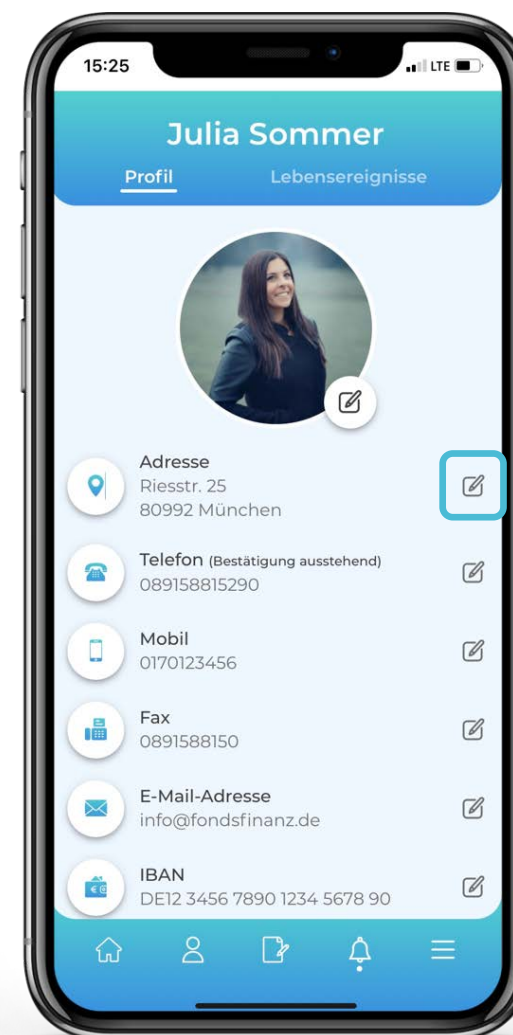 15:25
LTE
Julia Sommer
Profil
Lebensereignisse
Adresse
Riesstr. 25
80992 München
Telefon (Bestätigung ausstehend)
089158815290
Mobil
0170123456
Fax
0891588150
E-Mail-Adresse
info@fondsfinanz.de
IBAN
DE12 3456 7890 1234 5678 90